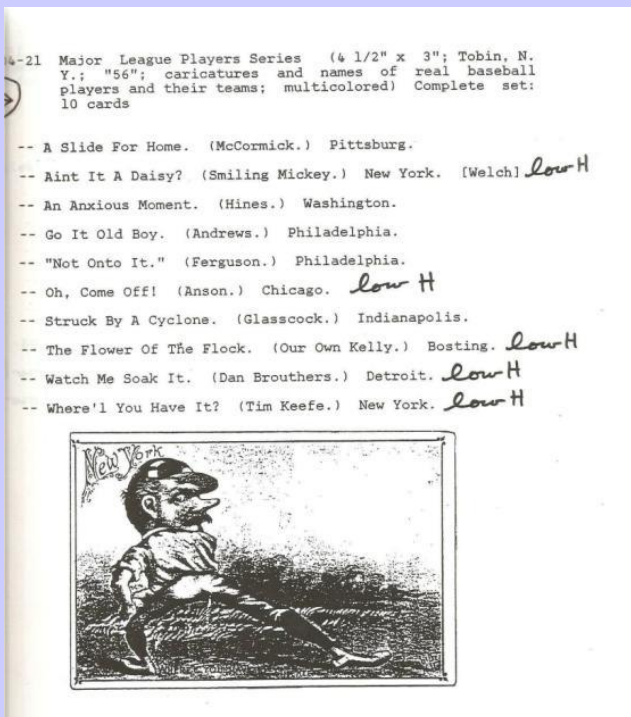 4-21 Major League Players Series (4 1/2" x 3"; Tobin, N.
Y.; "56"; caricatures and names of real baseball
players and their teams; multicolored) Complete set:
10 cards
-- A Slide For Home. (McCormick.) Pittsburg.
-- Aint It A Daisy? (Smiling Mickey.) New York. [Welch] low H
-- An Anxious Moment. (Hines.) Washington.
-- Go It Old Boy. (Andrews.) Philadelphia.
-- "Not Onto It." (Ferguson.) Philadelphia.
-- Oh, Come Off! (Anson.) Chicago. low H
-- Struck By A Cyclone. (Glasscock.) Indianapolis.
-- The Flower Of The Flock. (Our Own Kelly.) Bosting. low H
-- Watch Me Soak It. (Dan Brouthers.) Detroit. low H
-- Where'l You Have It? (Tim Keefe.) New York. low H
New York